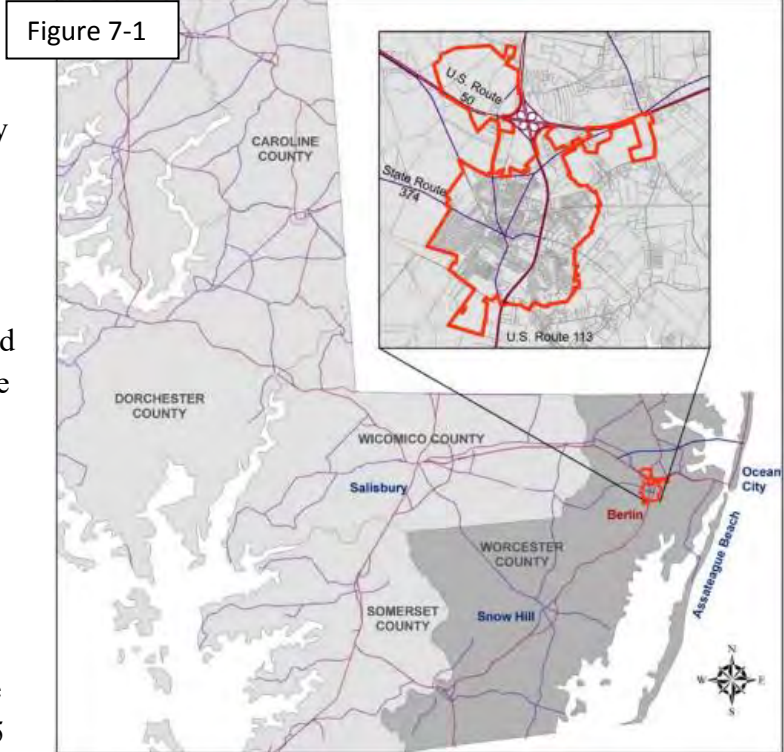 Figure 7-1
y
d
e
5
U.S. Route
50
State Route
374
U.S. Route 113
CAROLINE
COUNTY
DORCHESTER
COUNTY
WICOMICO COUNTY
Salisbury
Ocean
City
Berlin
Assateague Beach
WORCESTER
COUNTY
SOMERSET
COUNTY
Snow Hill
N
W
E
S